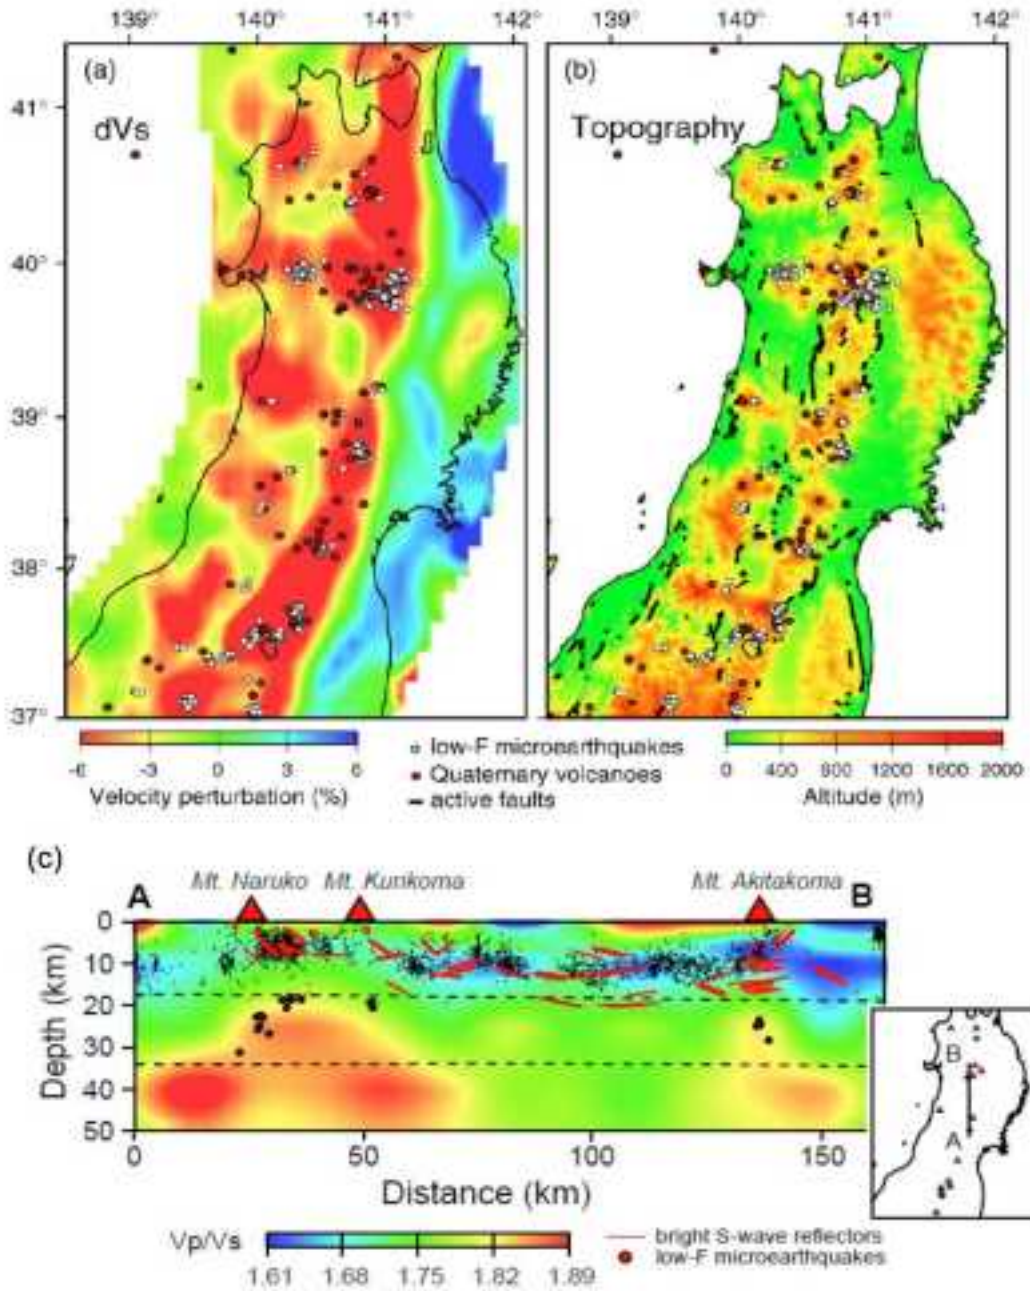 139° 140° 141° 142° 140° 141° 142°
(a) (b)
41°
dVs Topography
40°
39°
38°
37°
-6 -3 0 3 6
Velocity perturbation (%)
low-F microearthquakes
Quaternary volcanoes
active faults
0 400 800 1200 1600 2000
Altitude (m)
(c)
Mt. Naruko Mt. Kurikoma Mt. Akitakoma
A B
0
10
20
30
40
50
Depth (km)
0 50 100 150
Distance (km)
B
A
Vp/Vs
1.61 1.68 1.75 1.82 1.89
bright S-wave reflectors
low-F microearthquakes